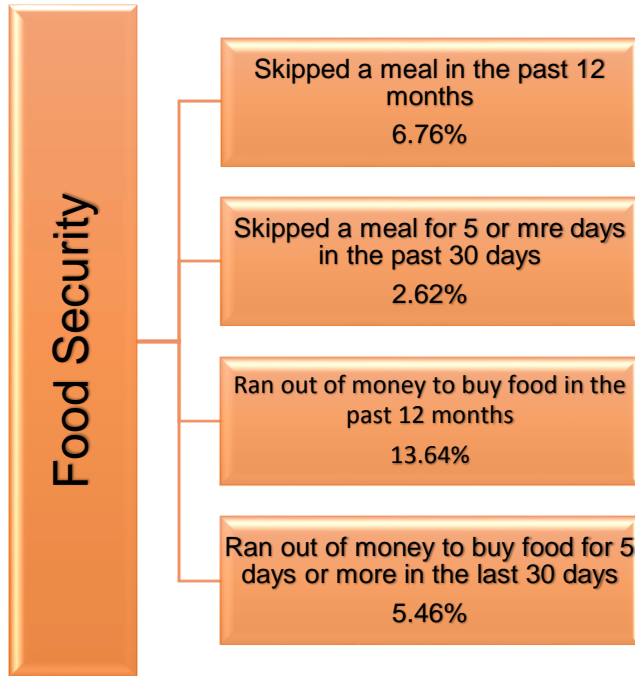 Food Security
Skipped a meal in the past 12
months
6.76%
Skipped a meal for 5 or mre days
in the past 30 days
2.62%
Ran out of money to buy food in the
past 12 months
13.64%
Ran out of money to buy food for 5
days or more in the last 30 days
5.46%